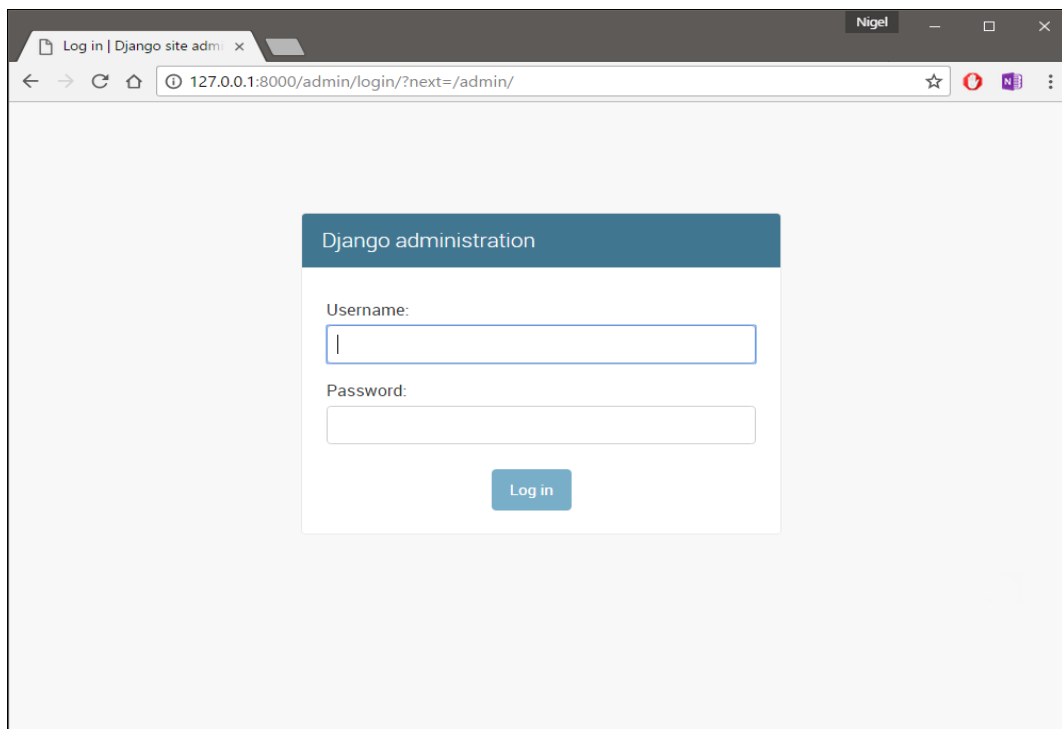 Nigel
Log in | Django site adm
127.0.0.1:8000/admin/login/?next=/admin/
N
Django administration
Username:
Password:
Log in